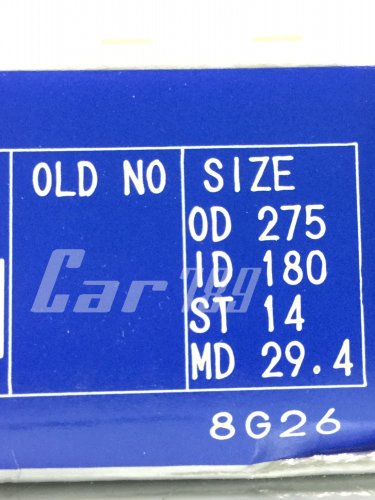 OLD NO
SIZE
OD 275
ID 180
ST 14
MD 29.4
8G26